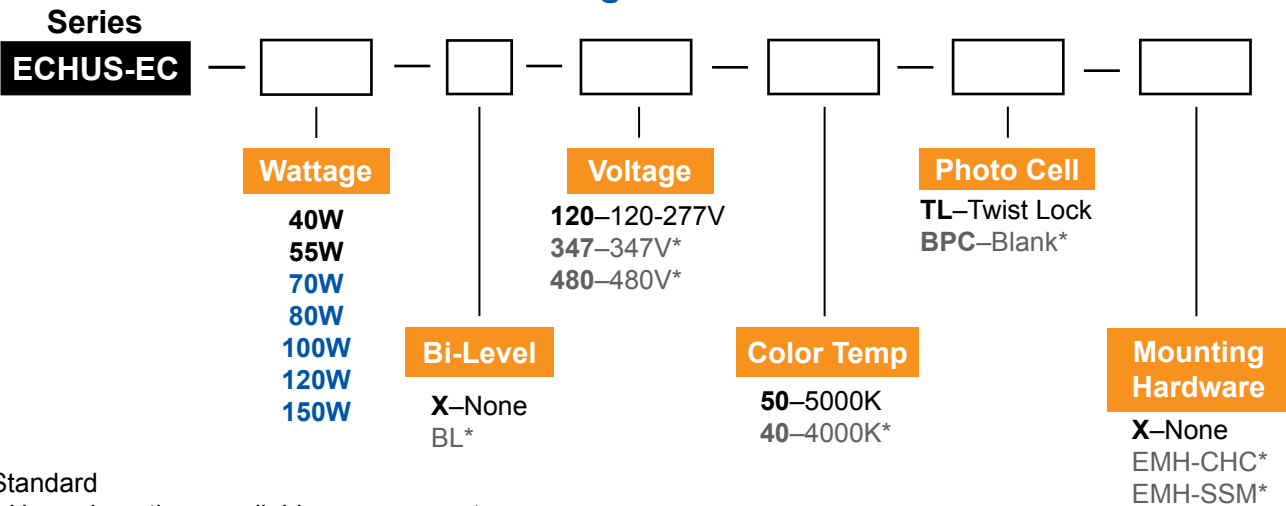 Series
ECHUS-EC
Wattage
40W
55W
70W
80W
100W
120W
150W
Bi-Level
X–None
BL*
Voltage
120–120-277V
347–347V*
480–480V*
Color Temp
50–5000K
40–4000K*
Photo Cell
TL–Twist Lock
BPC–Blank*
Mounting
Hardware
X–None
EMH-CHC*
EMH-SSM*
Standard